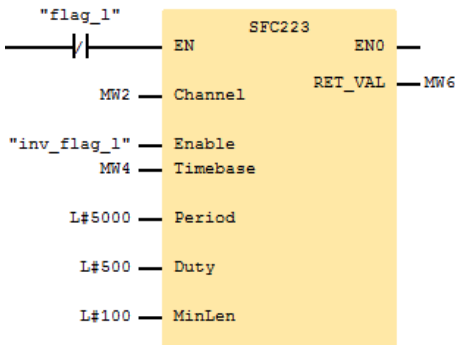 "flag_1"
SFC223
EN ENO
MW2 Channel RET_VAL MW6
"inv_flag_1" Enable
MW4 Timebase
L#5000 Period
L#500 Duty
L#100 MinLen